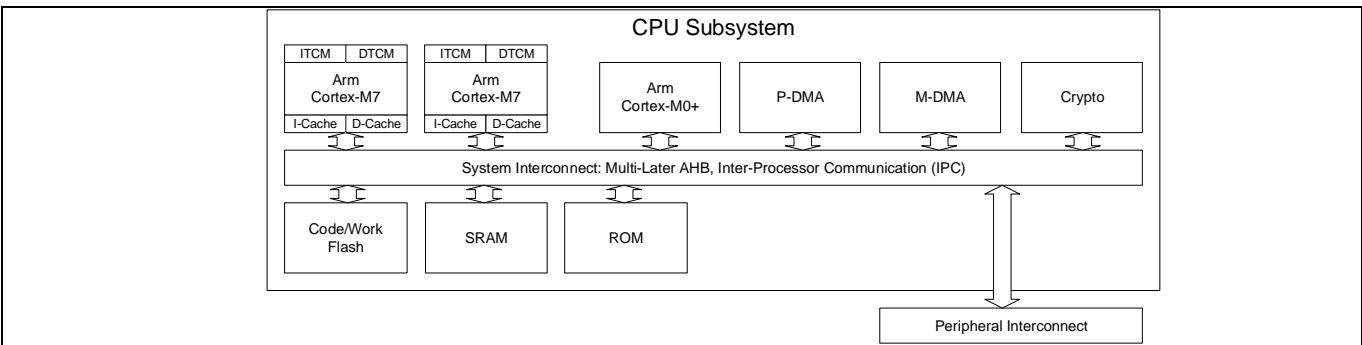 CPU Subsystem
ITCM DTCM
Arm
Cortex-M7
I-Cache D-Cache
ITCM DTCM
Arm
Cortex-M7
I-Cache D-Cache
Arm
Cortex-M0+
P-DMA
M-DMA
Crypto
System Interconnect: Multi-Later AHB, Inter-Processor Communication (IPC)
Code/Work
Flash
SRAM
ROM
Peripheral Interconnect